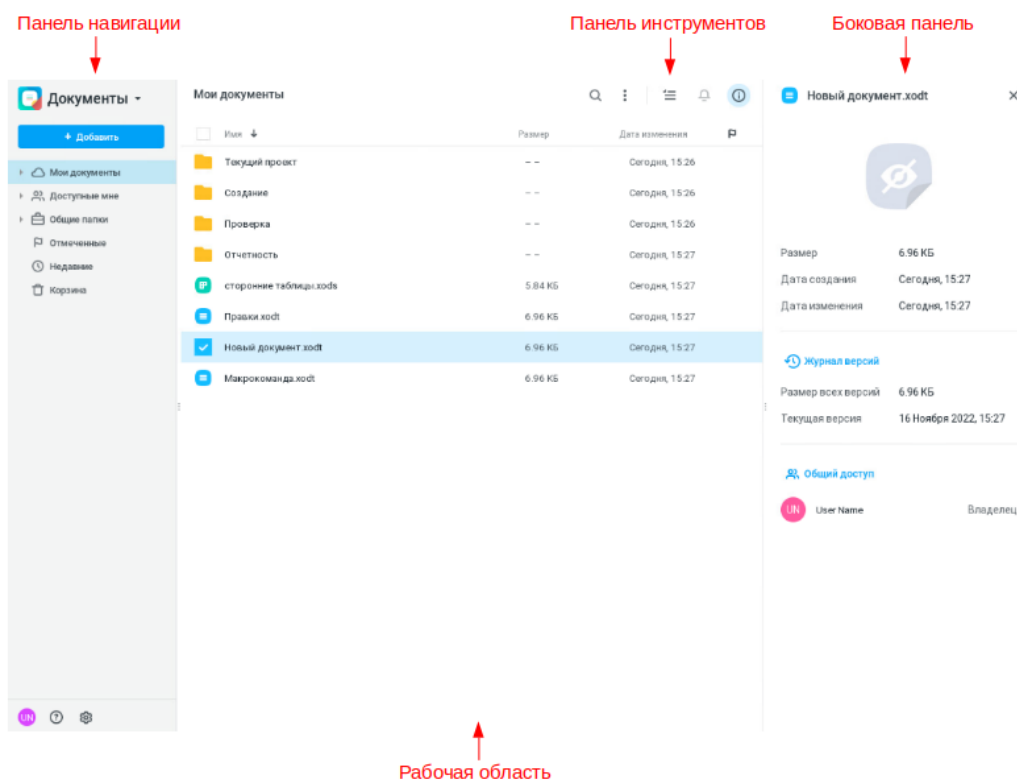 Панель навигации Панель инструментов Боковая панель
Документы Мои документы Новый документ.xodt
+ Добавить Имя Размер Дата изменения
Мои документы Текущий проект -- Сегодня, 15:26
Доступные мне Создание -- Сегодня, 15:26
Общие папки Проверка -- Сегодня, 15:26
Отмеченные Отчетность -- Сегодня, 15:27 Размер 6.96 КБ
Недавние Дата создания Сегодня, 15:27
Корзина сторонние таблицы.xods 5.84 КБ Сегодня, 15:27
Дата изменения Сегодня, 15:27
Правки.xodt 6.96 КБ Сегодня, 15:27
Новый документ.xodt 6.96 КБ Сегодня, 15:27
Журнал версий
Макрокоманда.xodt 6.96 КБ Сегодня, 15:27
Размер всех версий 6.96 КБ
Текущая версия 16 Ноября 2022, 15:27
Общий доступ
UN User Name Владелец
UN
Рабочая область